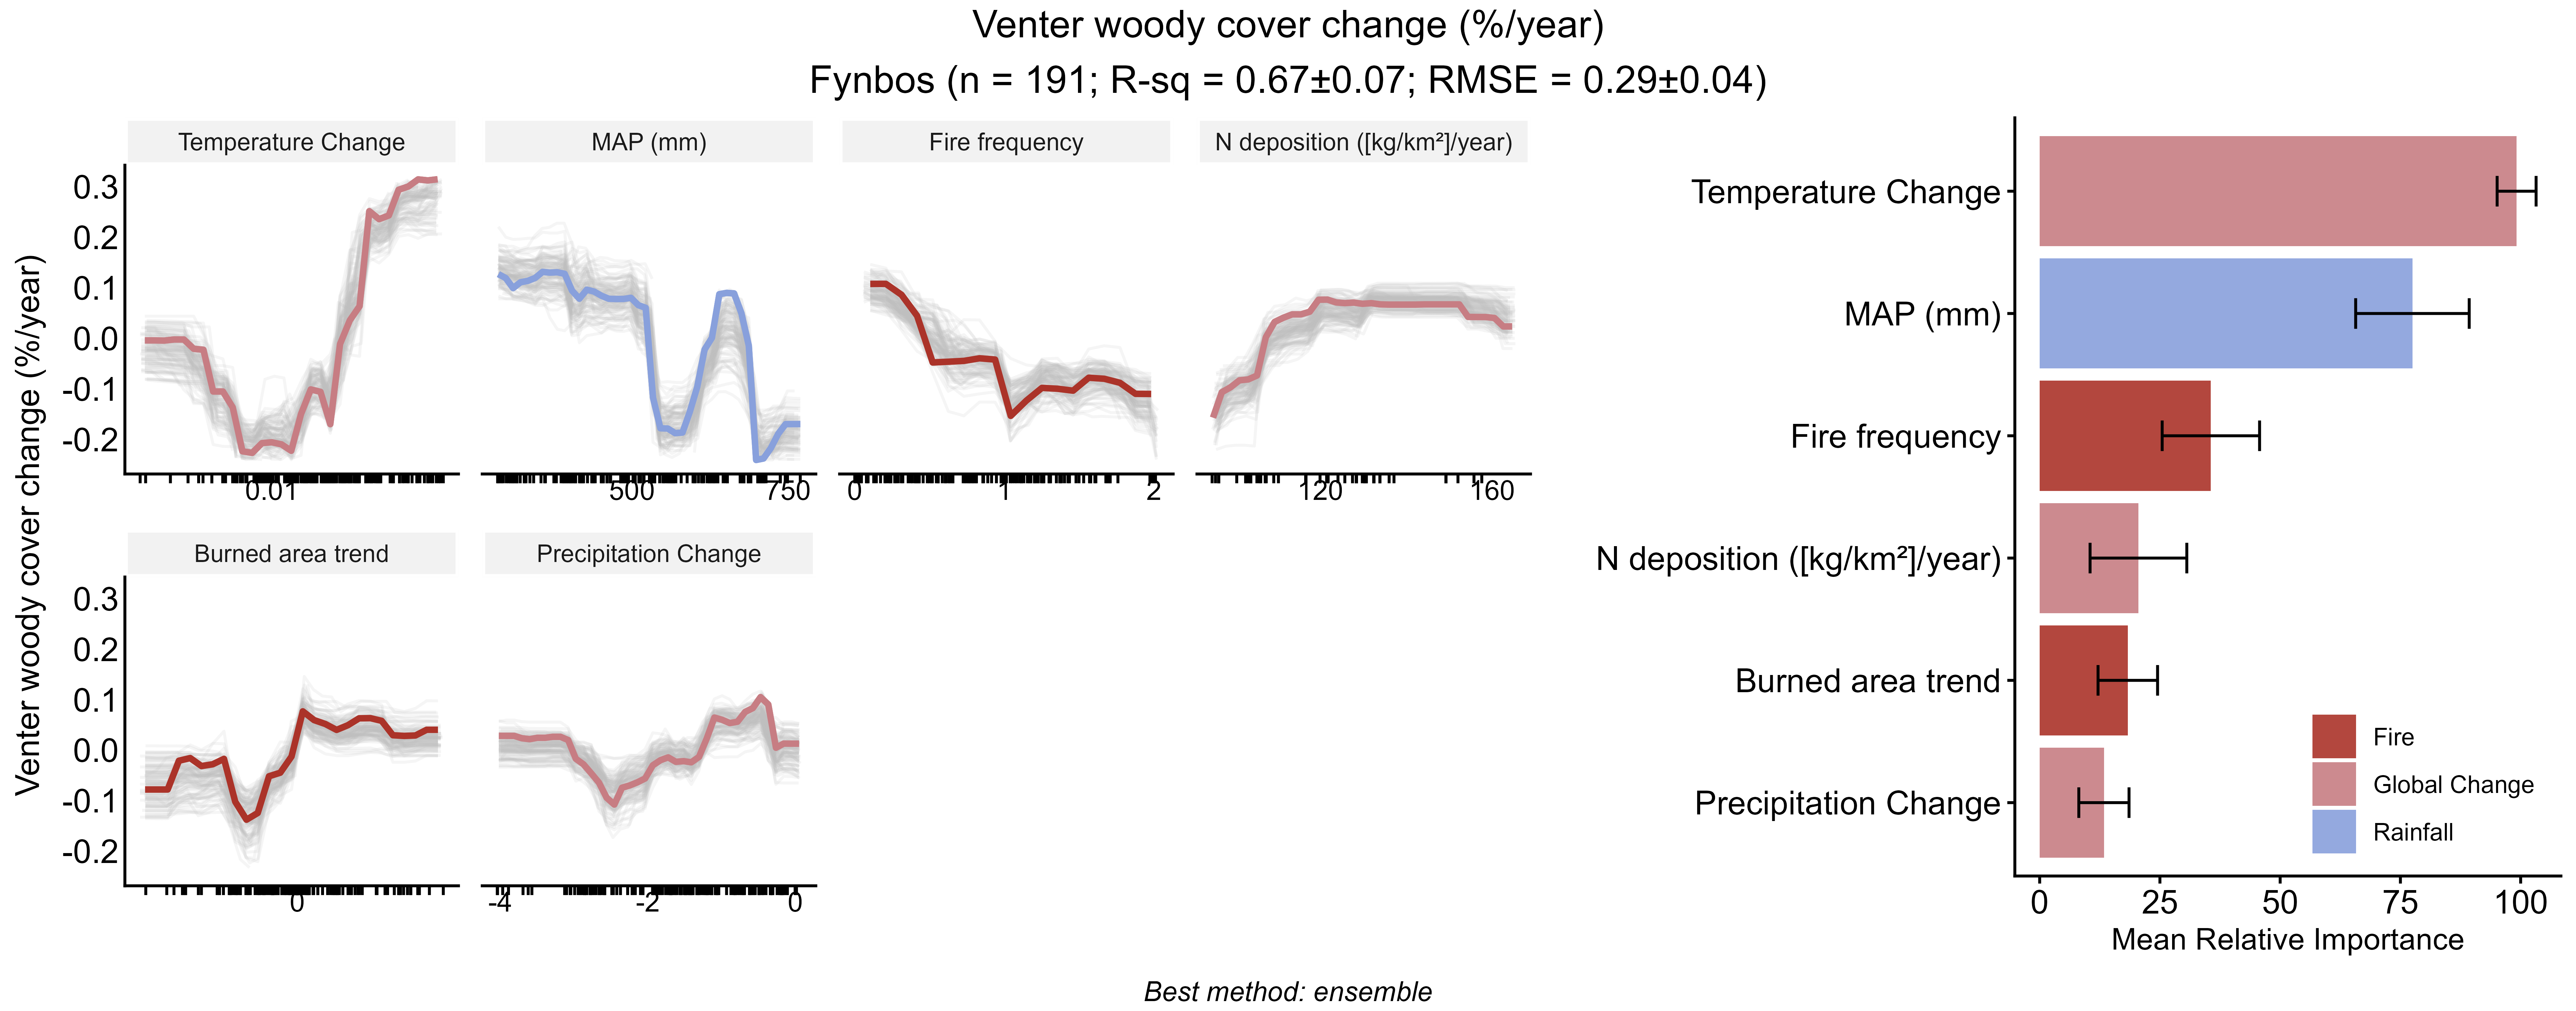 Venter woody cover change (%/year)
Fynbos (n = 191; R-sq = 0.67±0.07; RMSE = 0.29±0.04)
Venter woody cover change (%/year)
Temperature Change
MAP (mm)
Fire frequency
N deposition ([kg/km²]/year)
0.3
0.2
0.1
0.0
-0.1
-0.2
0.01
500 750
0 1 2
120 160
Burned area trend
Precipitation Change
0.3
0.2
0.1
0.0
-0.1
-0.2
0
-4 -2 0
Temperature Change
MAP (mm)
Fire frequency
N deposition ([kg/km²]/year)
Burned area trend
Precipitation Change
Fire
Global Change
Rainfall
0 25 50 75 100
Mean Relative Importance
Best method: ensemble